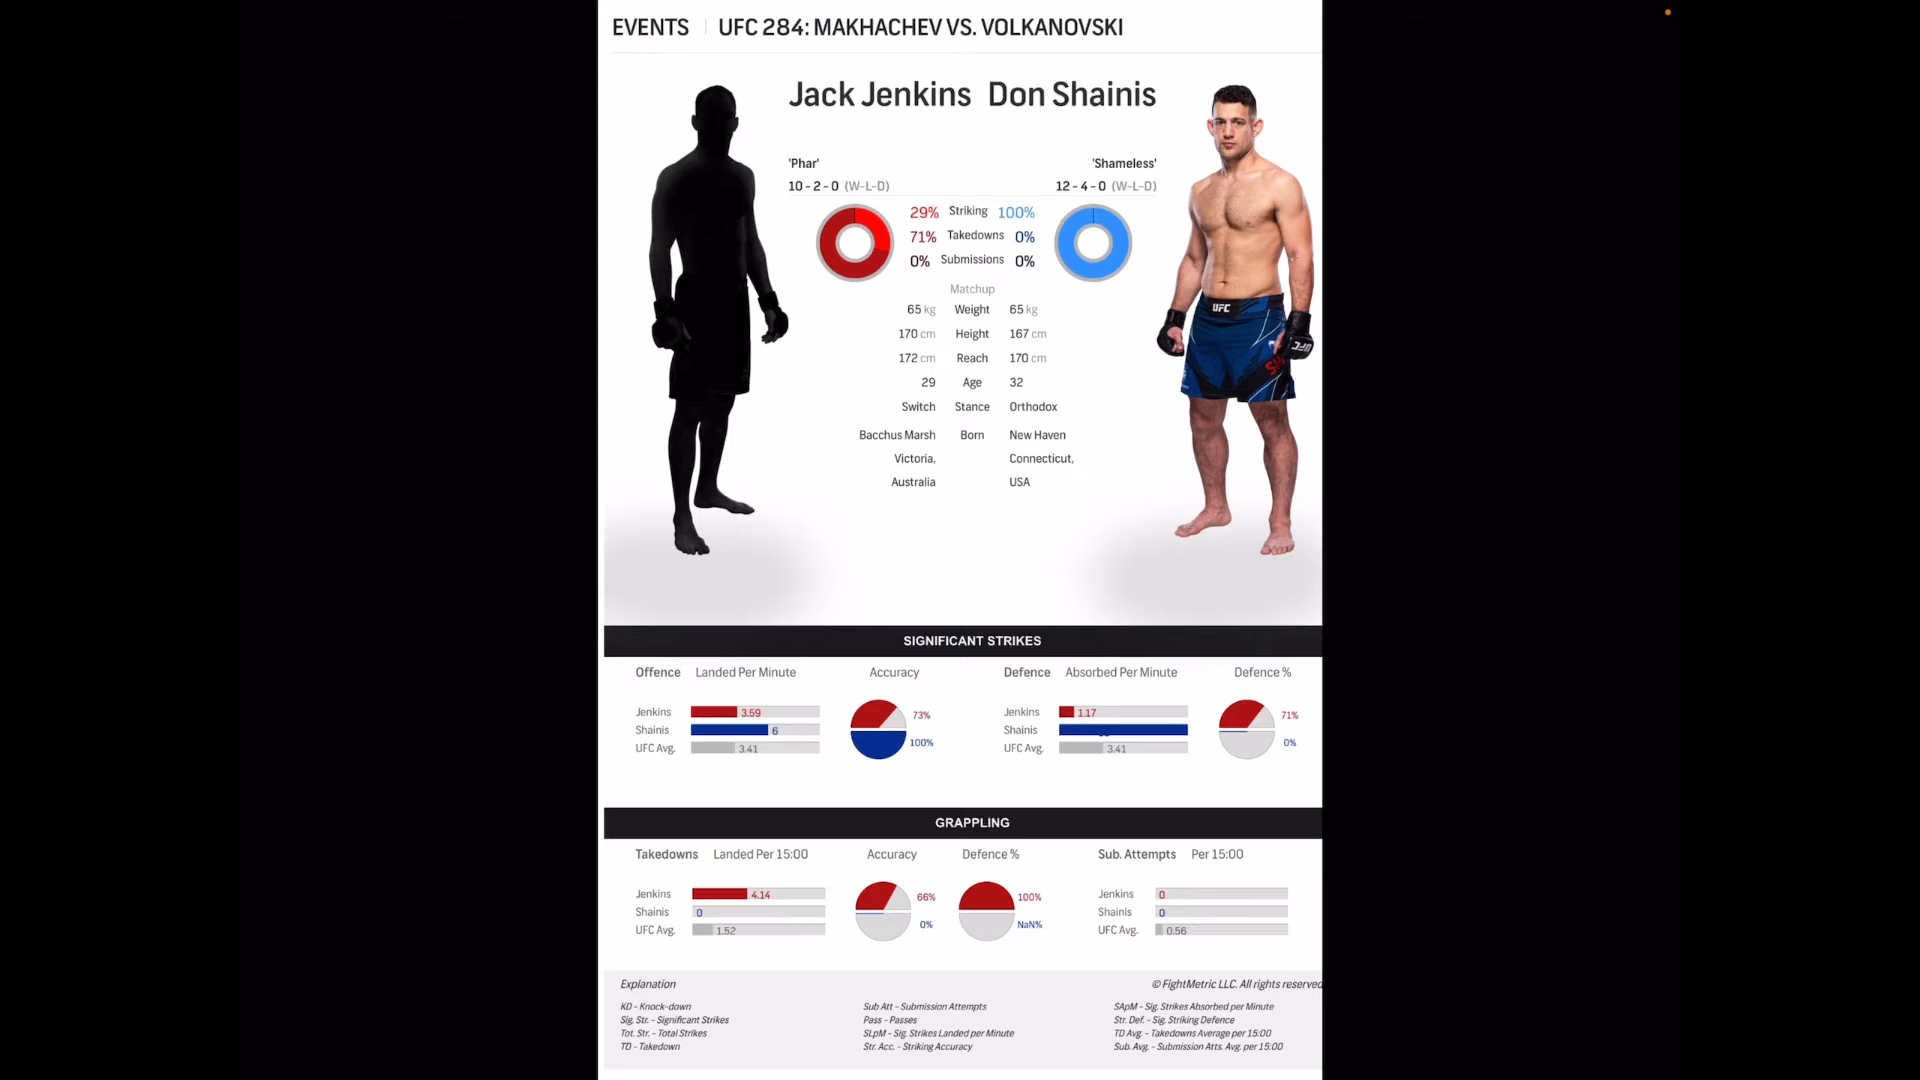 EVENTS UFC 284: MAKHACHEV VS. VOLKANOVSKI
Jack Jenkins Don Shainis
'Phar' 'Shameless'
10 - 2 - 0 (W-L-D) 12 - 4 - 0 (W-L-D)
29% Striking 100%
71% Takedowns 0%
0% Submissions 0%
Matchup
65 kg Weight 65 kg
170 cm Height 167 cm
172 cm Reach 170 cm
29 Age 32
Switch Stance Orthodox
Bacchus Marsh Born New Haven
Victoria, Connecticut,
Australia USA
UFC
UFC
SIGNIFICANT STRIKES
Offence Landed Per Minute Accuracy Defence Absorbed Per Minute Defence %
Jenkins 3.59 73% Jenkins 1.17 71%
Shainis 6 100% Shainis 0%
UFC Avg. 3.41 UFC Avg. 3.41
GRAPPLING
Takedowns Landed Per 15:00 Accuracy Defence % Sub. Attempts Per 15:00
Jenkins 4.14 66% 100% Jenkins 0
Shainis 0 0% NaN% Shainis 0
UFC Avg. 1.52 UFC Avg. 0.56
Explanation © FightMetric LLC. All rights reserved
KD - Knock-down Sub Att - Submission Attempts SApM - Sig. Strikes Absorbed per Minute
Sig. Str. - Significant Strikes Pass - Passes Str. Def. - Sig. Striking Defence
Tot. Str. - Total Strikes SLpM - Sig. Strikes Landed per Minute TD Avg. - Takedowns Average per 15:00
TD - Takedown Str. Acc. - Striking Accuracy Sub. Avg. - Submission Atts. Avg. per 15:00